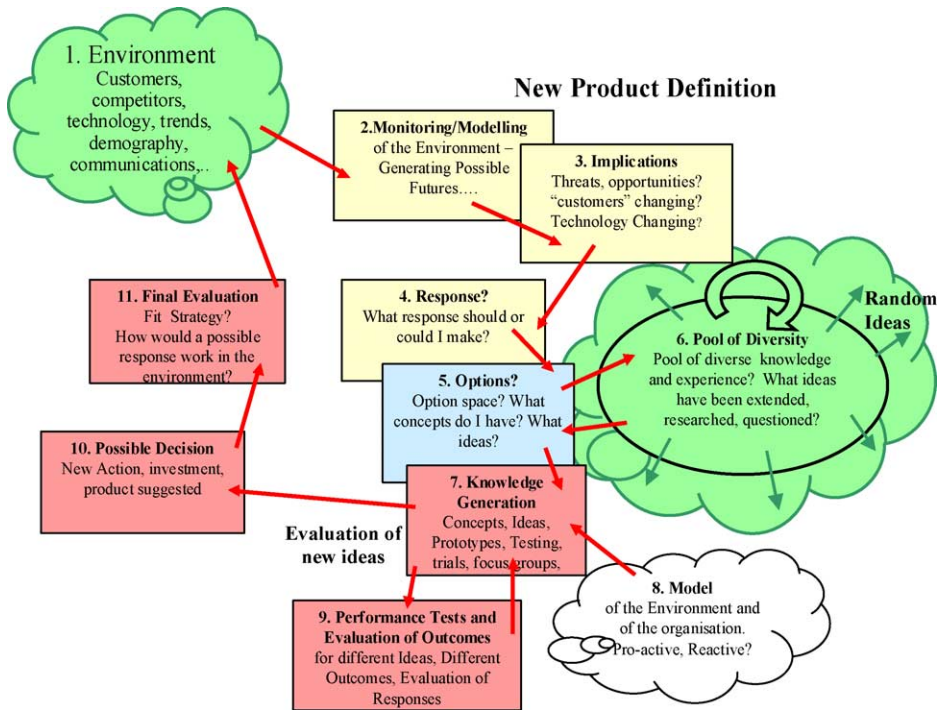 1. Environment
Customers,
competitors,
technology, trends,
demography,
communications,..
New Product Definition
2.Monitoring/Modelling
of the Environment –
Generating Possible
Futures….
3. Implications
Threats, opportunities?
“customers” changing?
Technology Changing?
4. Response?
What response should or
could I make?
5. Options?
Option space? What
concepts do I have? What
ideas?
Random
Ideas
6. Pool of Diversity
Pool of diverse knowledge
and experience? What ideas
have been extended,
researched, questioned?
7. Knowledge
Generation
Concepts, Ideas,
Prototypes, Testing,
trials, focus groups,
Evaluation of
new ideas
8. Model
of the Environment and
of the organisation.
Pro-active, Reactive?
9. Performance Tests and
Evaluation of Outcomes
for different Ideas, Different
Outcomes, Evaluation of
Responses
10. Possible Decision
New Action, investment,
product suggested
11. Final Evaluation
Fit Strategy?
How would a possible
response work in the
environment?